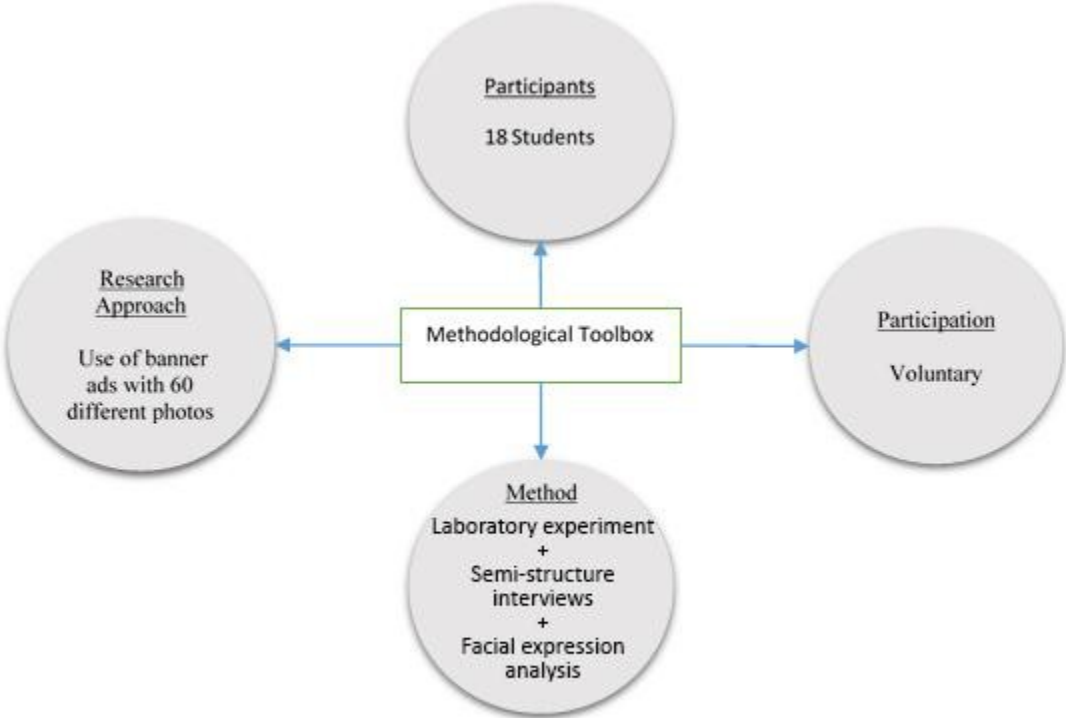 Participants
18 Students
Research
Approach
Use of banner
ads with 60
different photos
Methodological Toolbox
Participation
Voluntary
Method
Laboratory experiment
+
Semi-structure
interviews
+
Facial expression
analysis